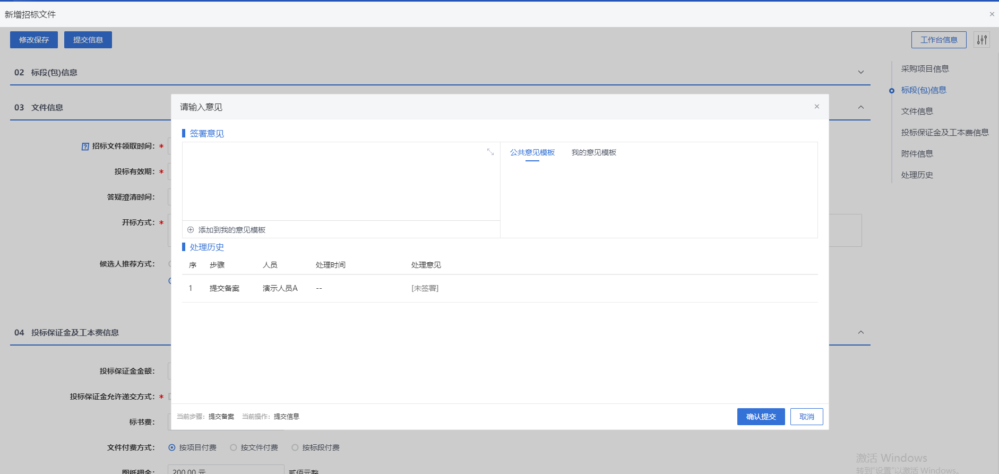 新增招标文件
修改保存 提交信息 工作台信息
02 标段(包)信息
03 文件信息
采购项目信息
标段(包)信息
文件信息
投标保证金及工本费信息
附件信息
处理历史
招标文件领取时间：*
投标有效期：*
答疑澄清时间：
开标方式：*
候选人推荐方式：
请输入意见
签署意见
公共意见模板 我的意见模板
添加到我的意见模板
处理历史
序 步骤 人员 处理时间 处理意见
1 提交备案 演示人员A -- [未签署]
当前步骤：提交备案 当前操作：提交信息
确认提交 取消
04 投标保证金及工本费信息
投标保证金金额：
投标保证金允许递交方式：*
标书费：
文件付费方式： 按项目付费 按文件付费 按标段付费
图纸押金： 200.00 元 贰佰元整
激活 Windows
转到"设置"以激活 Windows。